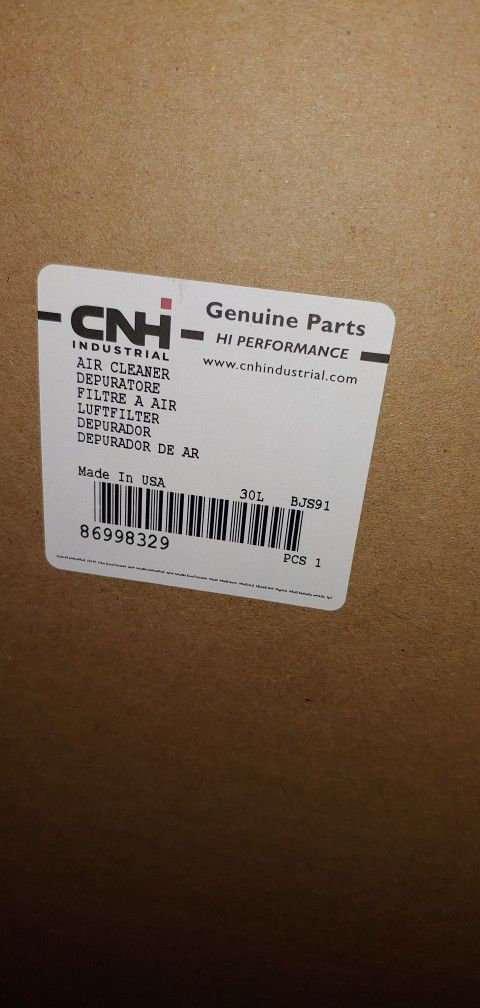 CNH
INDUSTRIAL
Genuine Parts
HI PERFORMANCE
www.cnhindustrial.com
AIR CLEANER
DEPURATORE
FILTRE A AIR
LUFTFILTER
DEPURADOR
DEPURADOR DE AR
Made In USA
30L BJS91
86998329
PCS 1